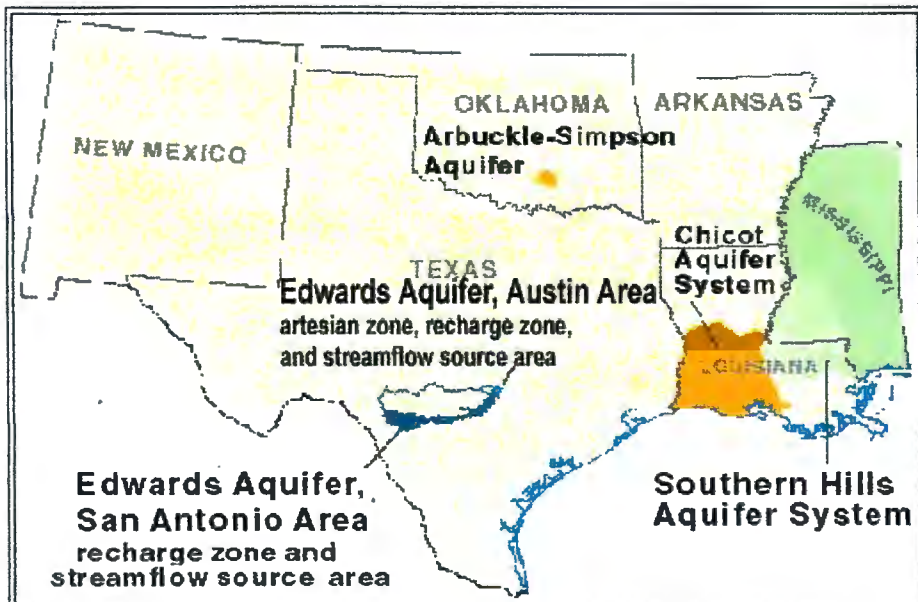 OKLAHOMA
ARKANSAS
Arbuckle-Simpson
Aquifer
NEW MEXICO
MISSISSIPPI
Chicot
Aquifer
System
TEXAS
Edwards Aquifer, Austin Area
artesian zone, recharge zone,
and streamflow source area
LOUISIANA
Edwards Aquifer,
San Antonio Area
recharge zone and
streamflow source area
Southern Hills
Aquifer System